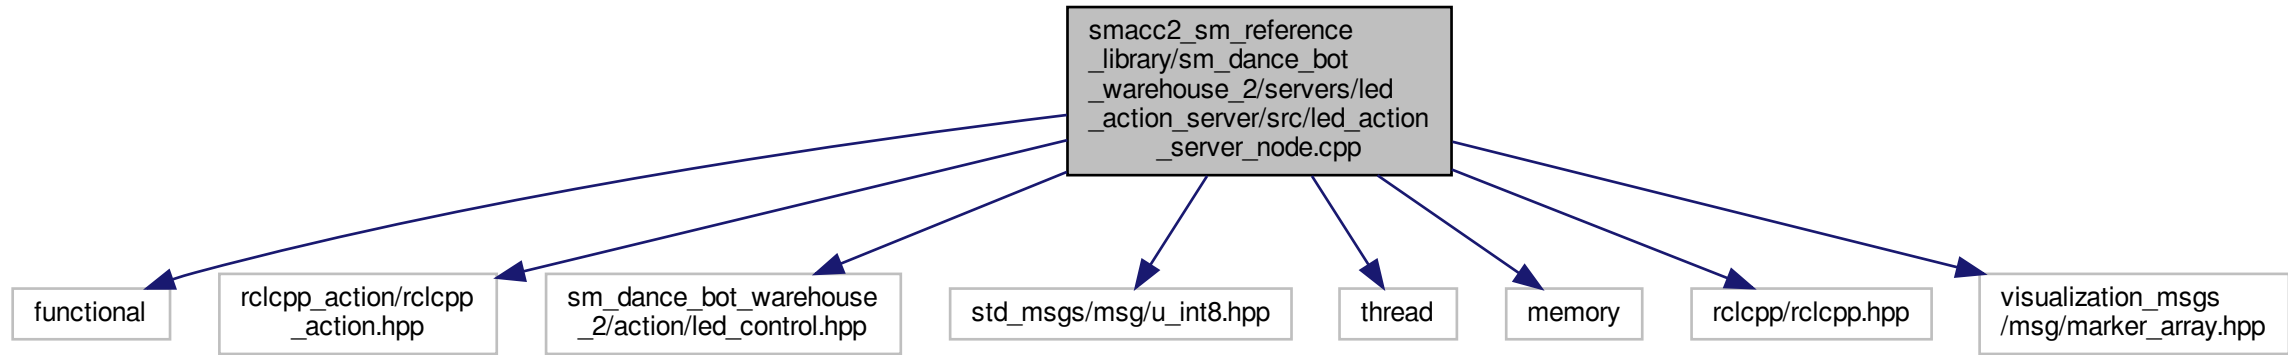 smacc2_sm_reference
_library/sm_dance_bot
_warehouse_2/servers/led
_action_server/src/led_action
_server_node.cpp
functional
rclcpp_action/rclcpp
_action.hpp
sm_dance_bot_warehouse
_2/action/led_control.hpp
std_msgs/msg/u_int8.hpp
thread
memory
rclcpp/rclcpp.hpp
visualization_msgs
/msg/marker_array.hpp